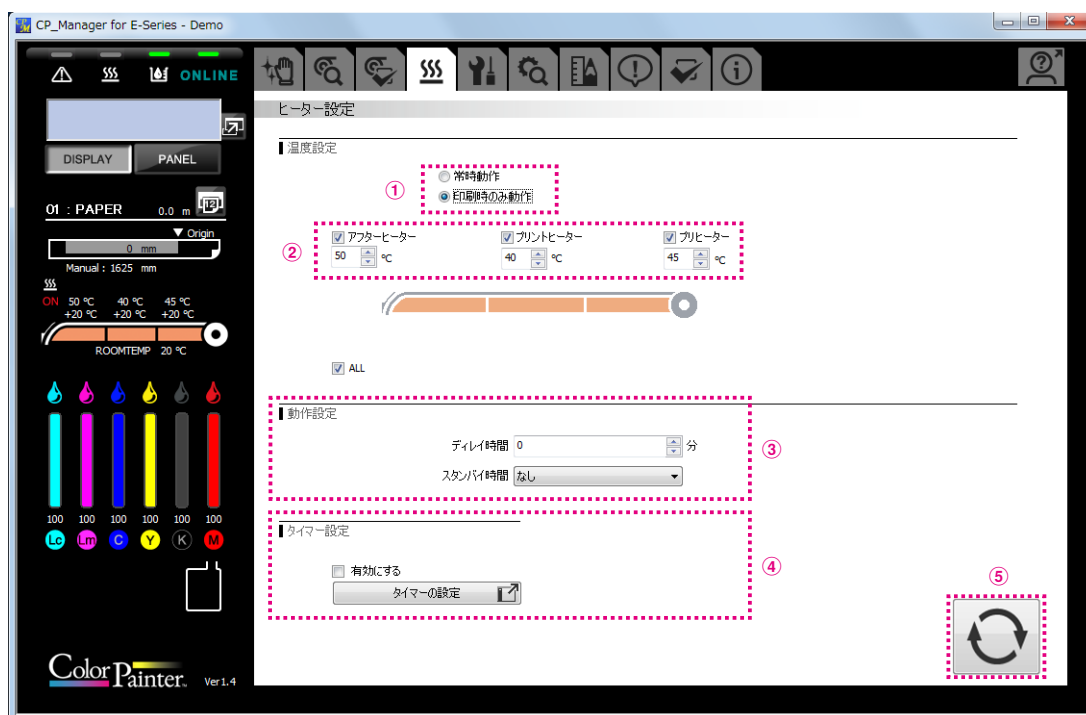 CP_Manager for E-Series - Demo
ONLINE
DISPLAY PANEL
01 : PAPER 0.0 m 12
▼ Origin
0 mm
Manual : 1625 mm
ON 50 ℃ 40 ℃ 45 ℃
+20 ℃ +20 ℃ +20 ℃
ROOMTEMP 20 ℃
100 100 100 100 100 100
Lc Lm C Y K M
Color Painter. Ver1.4
ヒーター設定
温度設定
①
常時動作
印刷時のみ動作
②
アフターヒーター プリントヒーター プリヒーター
50 ℃ 40 ℃ 45 ℃
ALL
動作設定
ディレイ時間 0 分
③
スタンバイ時間 なし
タイマー設定
④
有効にする
タイマーの設定
⑤